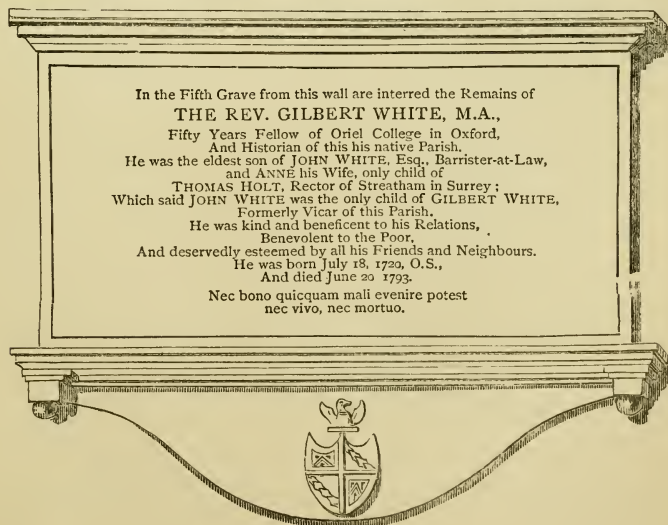 In the Fifth Grave from this wall are interred the Remains of
THE REV. GILBERT WHITE, M.A.,
Fifty Years Fellow of Oriel College in Oxford,
And Historian of this his native Parish.
He was the eldest son of JOHN WHITE, Esq., Barrister-at-Law,
and ANNE his Wife, only child of
THOMAS HOLT, Rector of Streatham in Surrey ;
Which said JOHN WHITE was the only child of GILBERT WHITE,
Formerly Vicar of this Parish.
He was kind and beneficent to his Relations,
Benevolent to the Poor,
And deservedly esteemed by all his Friends and Neighbours.
He was born July 18, 1720, O.S.,
And died June 20 1793.
Nec bono quicquam mali evenire potest
nec vivo, nec mortuo.